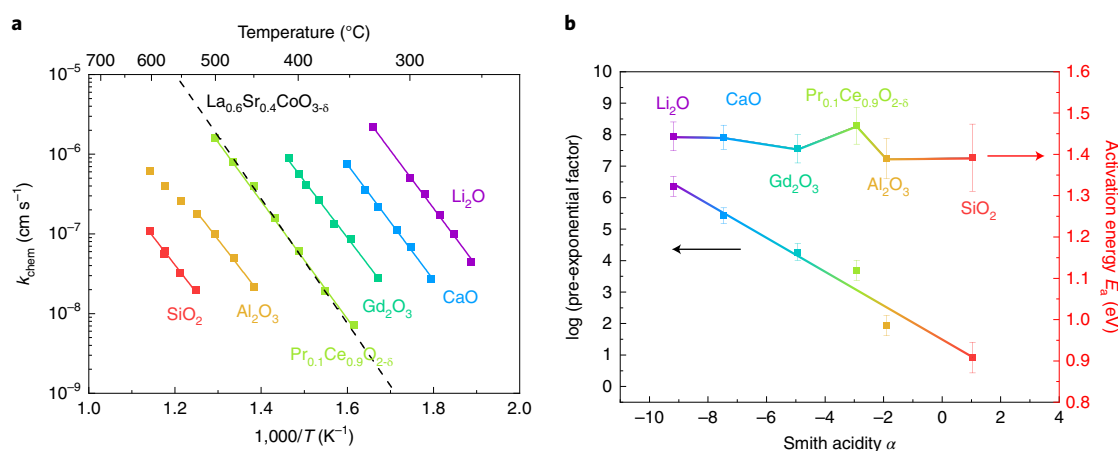 a
Temperature (°C)
700 600 500 400 300
10⁻⁵
10⁻⁶
10⁻⁷
10⁻⁸
10⁻⁹
k_chem (cm s⁻¹)
La₀.₆Sr₀.₄CoO₃₋δ
Li₂O
CaO
Gd₂O₃
Pr₀.₁Ce₀.₉O₂₋δ
Al₂O₃
SiO₂
1.0 1.2 1.4 1.6 1.8 2.0
1,000/T (K⁻¹)
b
10
9
8
7
6
5
4
3
2
1
0
log (pre-exponential factor)
Li₂O
CaO
Pr₀.₁Ce₀.₉O₂₋δ
Gd₂O₃
Al₂O₃
SiO₂
1.6
1.5
1.4
1.3
1.2
1.1
1.0
0.9
0.8
Activation energy Eₐ (eV)
–10 –8 –6 –4 –2 0 2 4
Smith acidity α